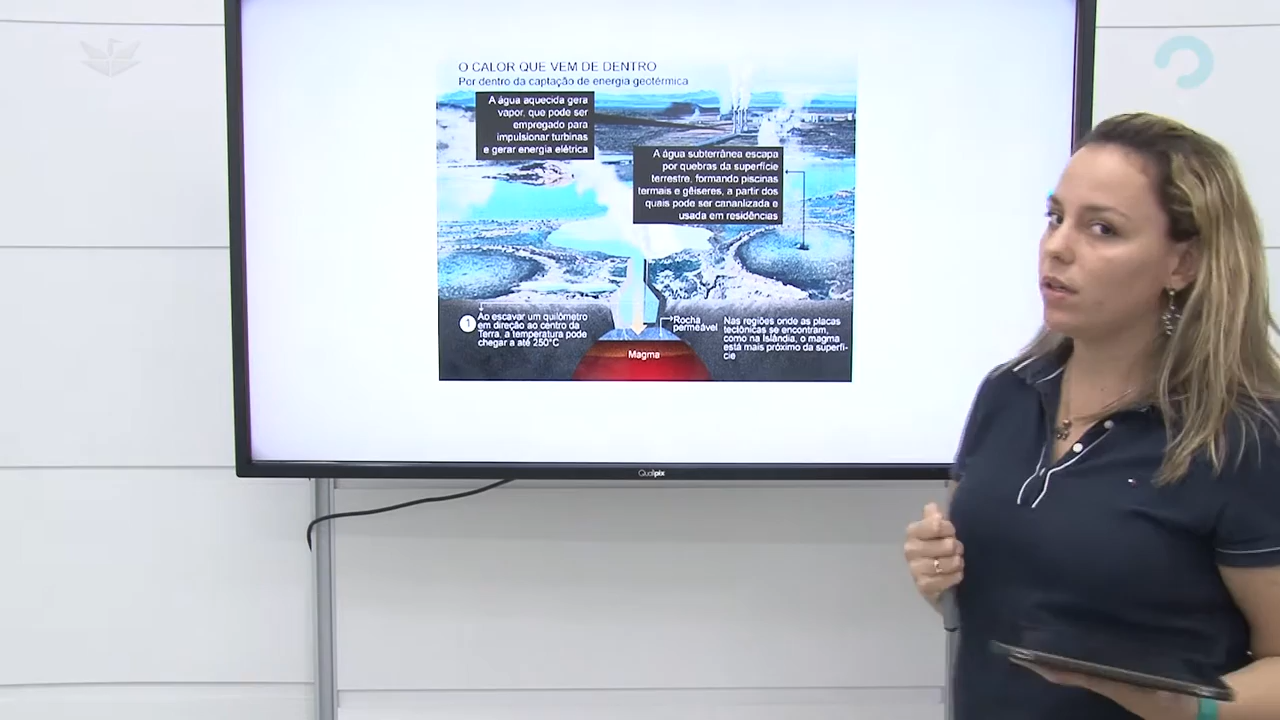 O CALOR QUE VEM DE DENTRO
Por dentro da captação de energia geotérmica
A água aquecida gera
vapor, que pode ser
empregado para
impulsionar turbinas
e gerar energia elétrica
A água subterrânea escapa
por quebras da superfície
terrestre, formando piscinas
termais e gêiseres, a partir dos
quais pode ser cananlizada e
usada em residências
1
Ao escavar um quilômetro
em direção ao centro da
Terra, a temperatura pode
chegar a até 250°C
Rocha
permeável
Magma
Nas regiões onde as placas
tectônicas se encontram,
como na Islândia, o magma
está mais próximo da superfí-
cie
Qualipix